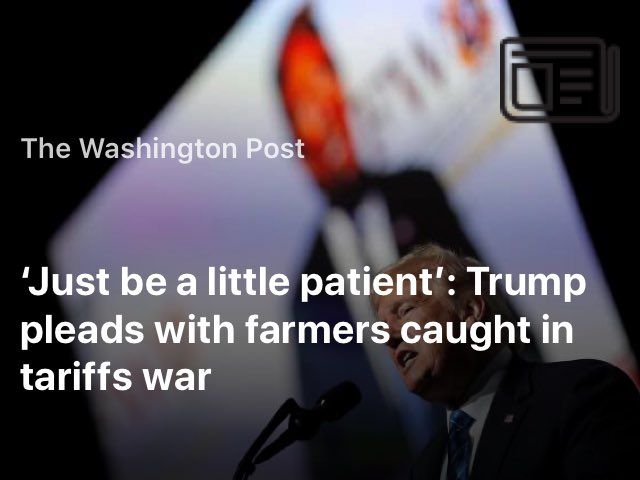 The Washington Post
‘Just be a little patient’: Trump
pleads with farmers caught in
tariffs war